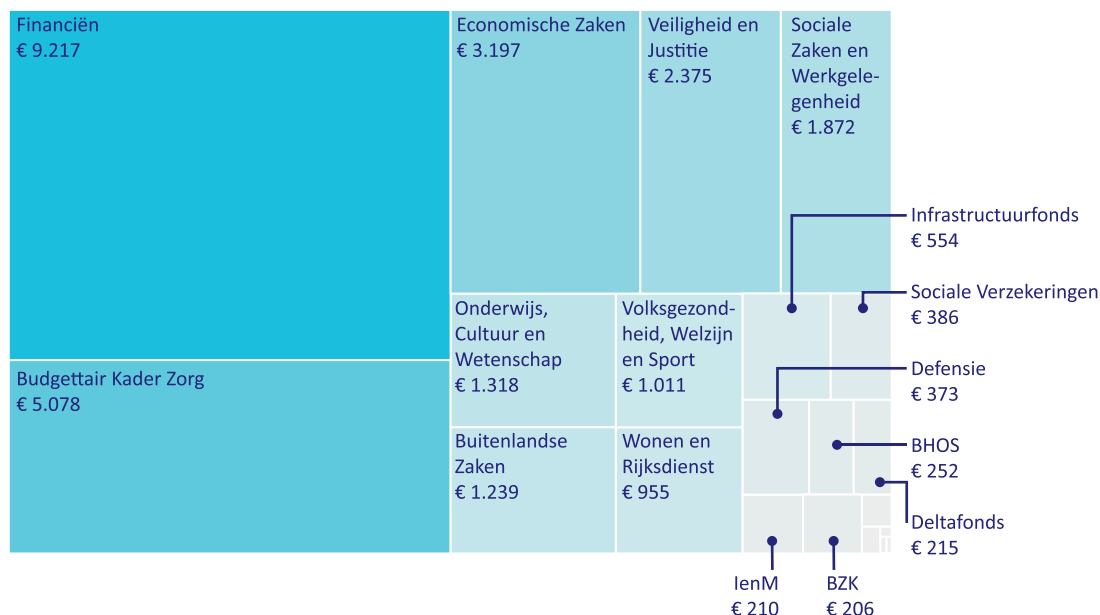 Financiën
€ 9.217
Budgettair Kader Zorg
€ 5.078
Economische Zaken
€ 3.197
Veiligheid en
Justitie
€ 2.375
Sociale
Zaken en
Werkgele-
genheid
€ 1.872
Onderwijs,
Cultuur en
Wetenschap
€ 1.318
Volksgezond-
heid, Welzijn
en Sport
€ 1.011
Buitenlandse
Zaken
€ 1.239
Wonen en
Rijksdienst
€ 955
Infrastructuurfonds
€ 554
Sociale Verzekeringen
€ 386
Defensie
€ 373
BHOS
€ 252
Deltafonds
€ 215
IenM
€ 210
BZK
€ 206